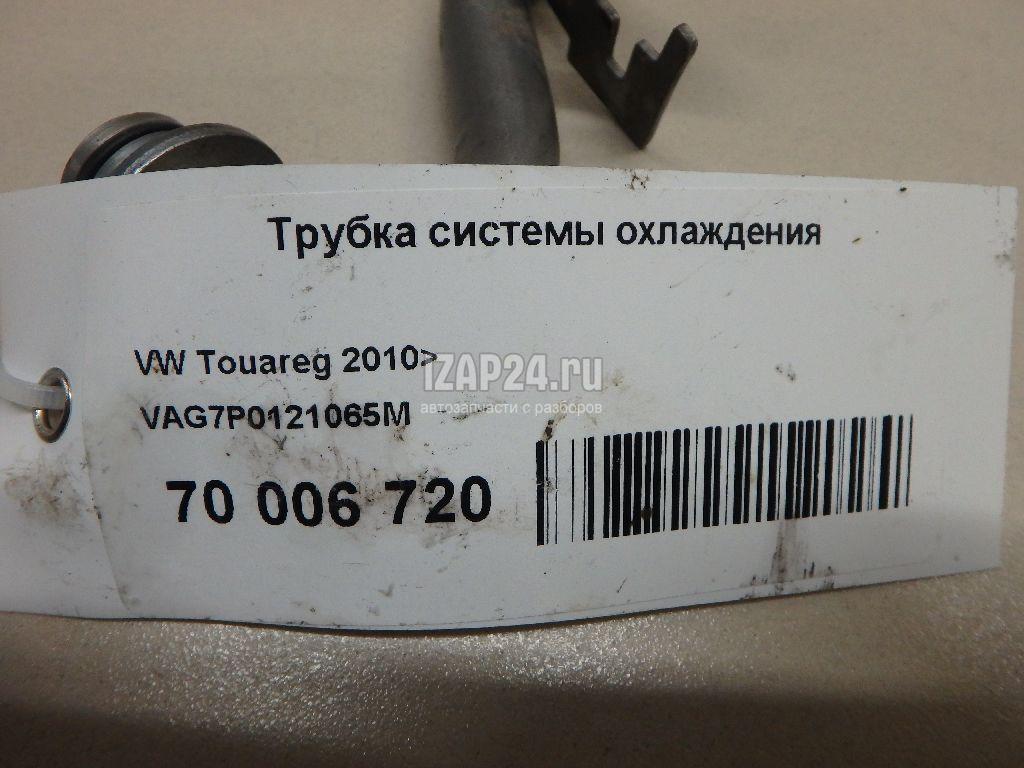 Трубка системы охлаждения
VW Touareg 2010>
IZAP24.ru
автозапчасти с разборов
VAG7P0121065M
70 006 720